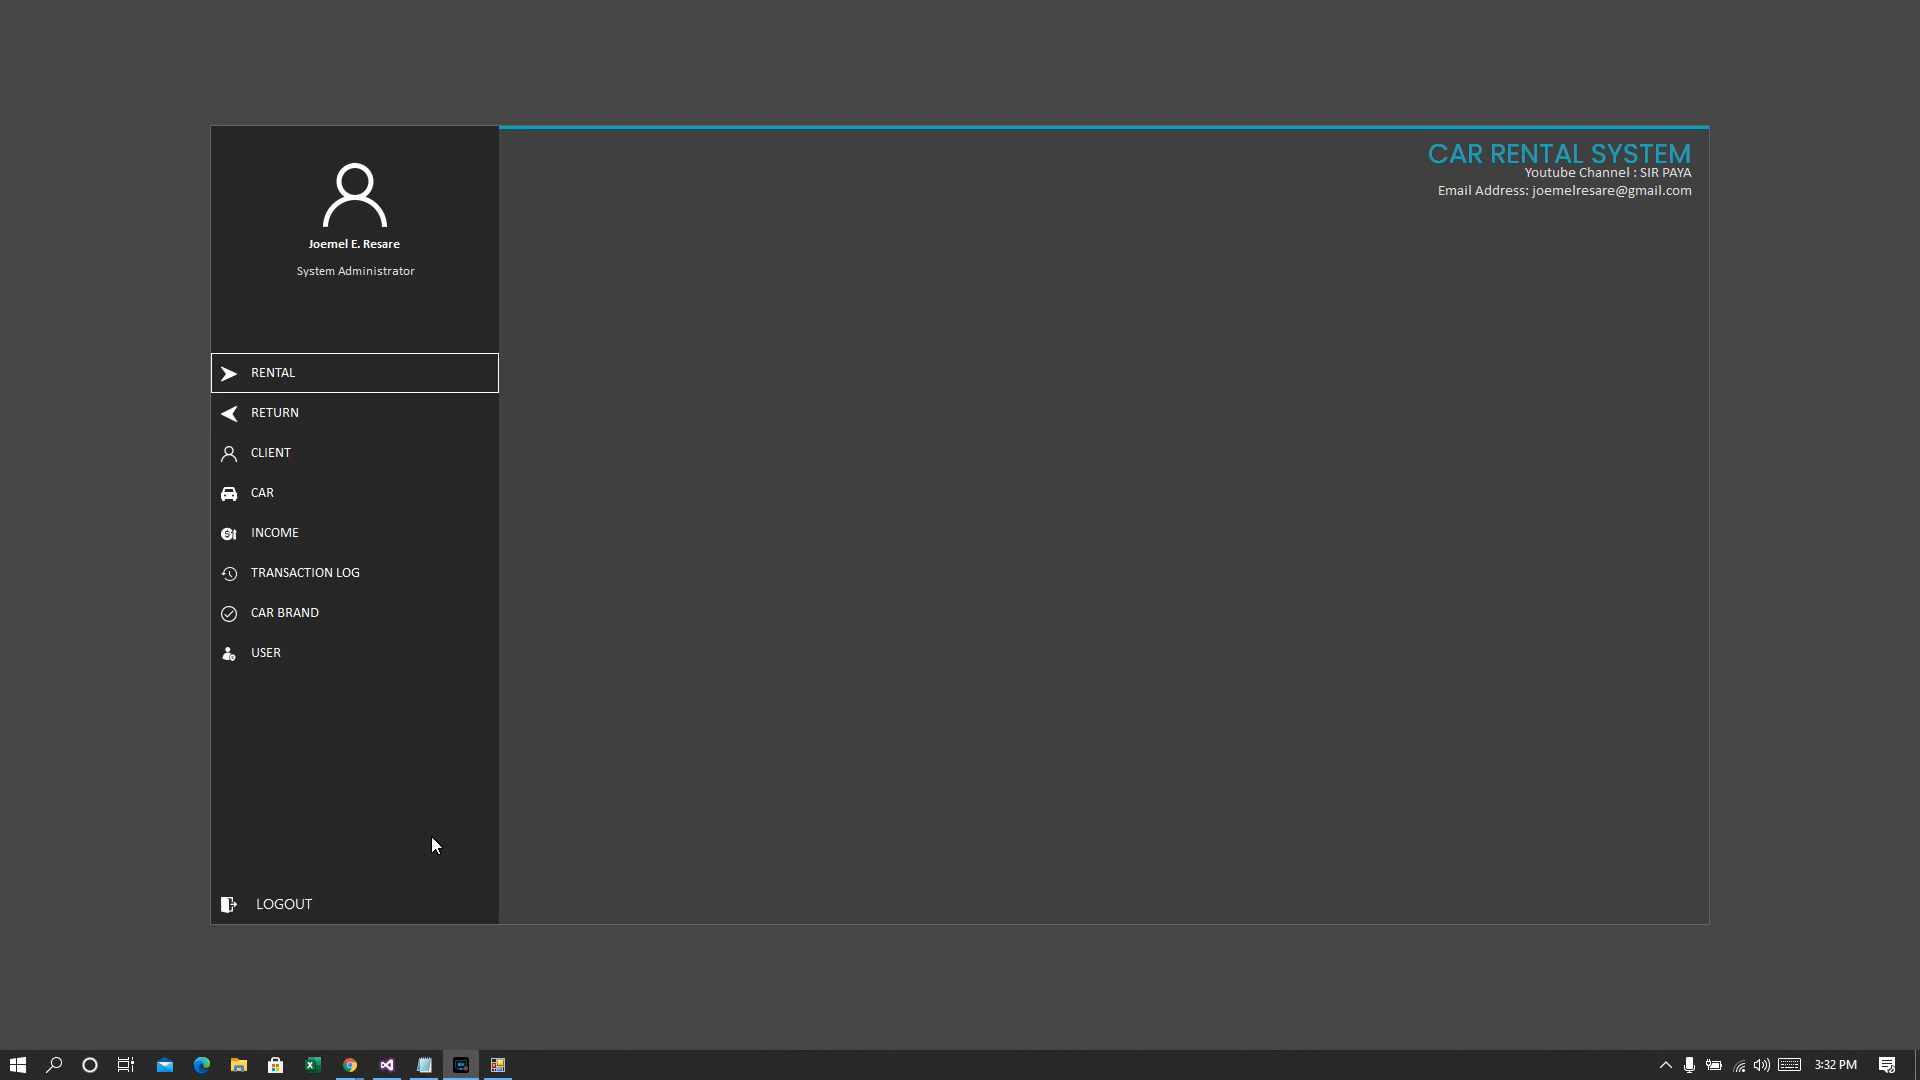 Joemel E. Resare
System Administrator
RENTAL
RETURN
CLIENT
CAR
INCOME
TRANSACTION LOG
CAR BRAND
USER
LOGOUT
CAR RENTAL SYSTEM
Youtube Channel : SIR PAYA
Email Address: joemelresare@gmail.com
3:32 PM